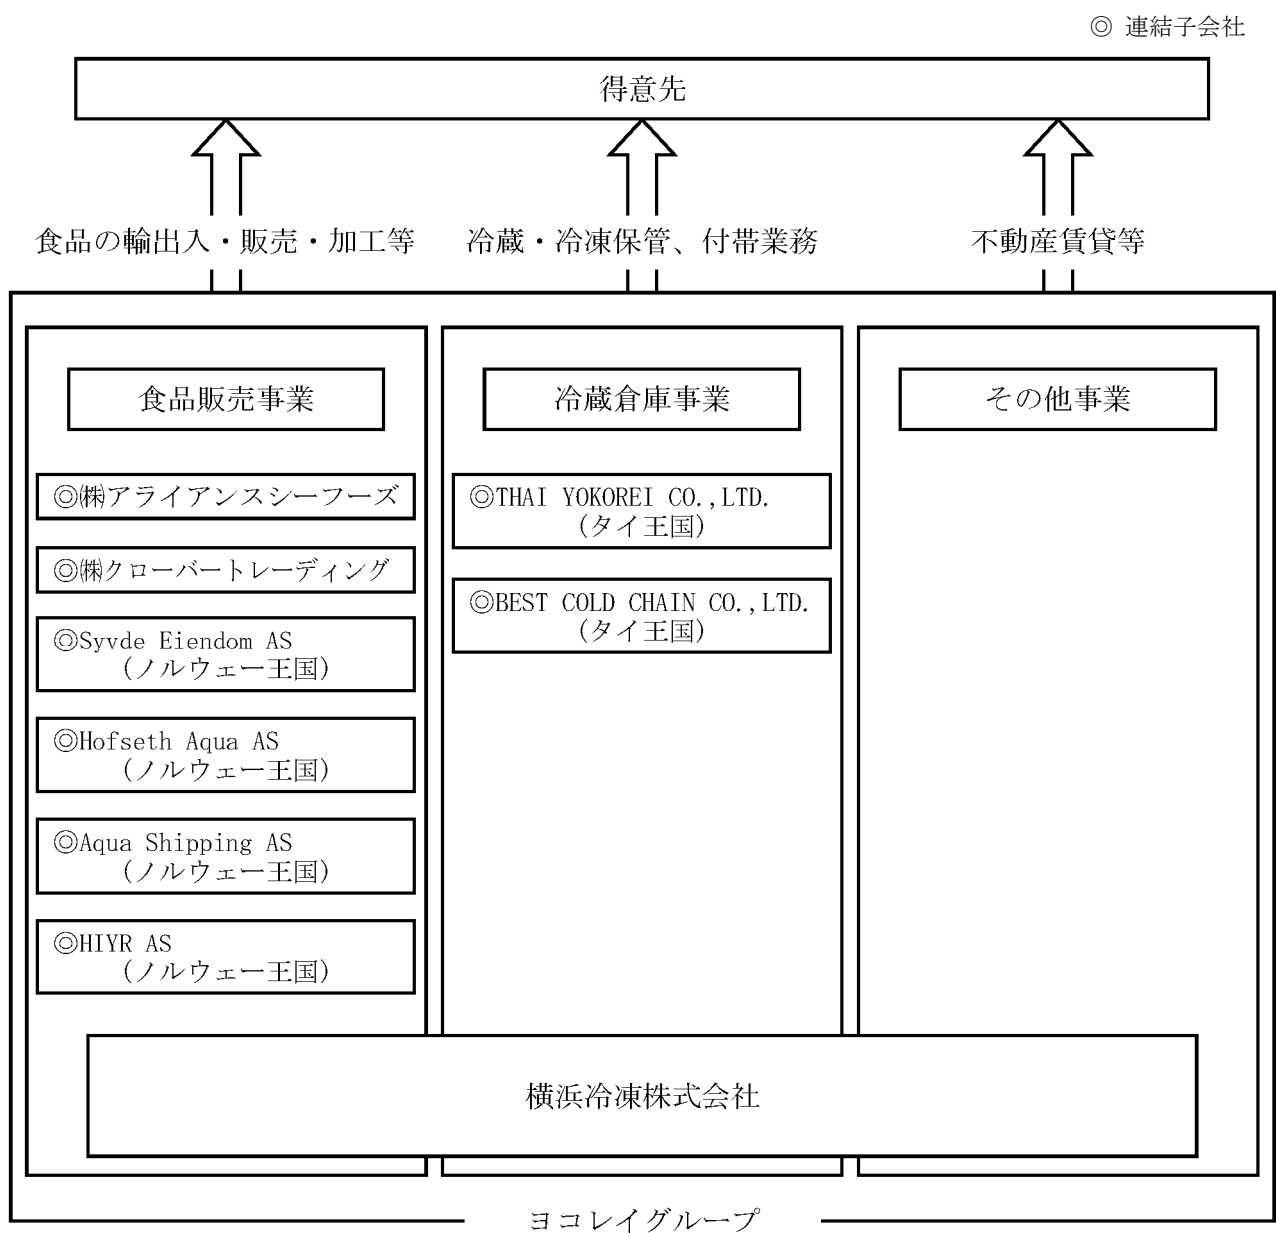 ◎ 連結子会社
得意先
食品の輸出入・販売・加工等
冷蔵・冷凍保管、付帯業務
不動産賃貸等
食品販売事業
冷蔵倉庫事業
その他事業
◎㈱アライアンスシーフーズ
◎㈱クローバートレーディング
◎Syvde Eiendom AS
(ノルウェー王国)
◎Hofseth Aqua AS
(ノルウェー王国)
◎Aqua Shipping AS
(ノルウェー王国)
◎HIYR AS
(ノルウェー王国)
◎THAI YOKOREI CO.,LTD.
(タイ王国)
◎BEST COLD CHAIN CO.,LTD.
(タイ王国)
横浜冷凍株式会社
ヨコレイグループ